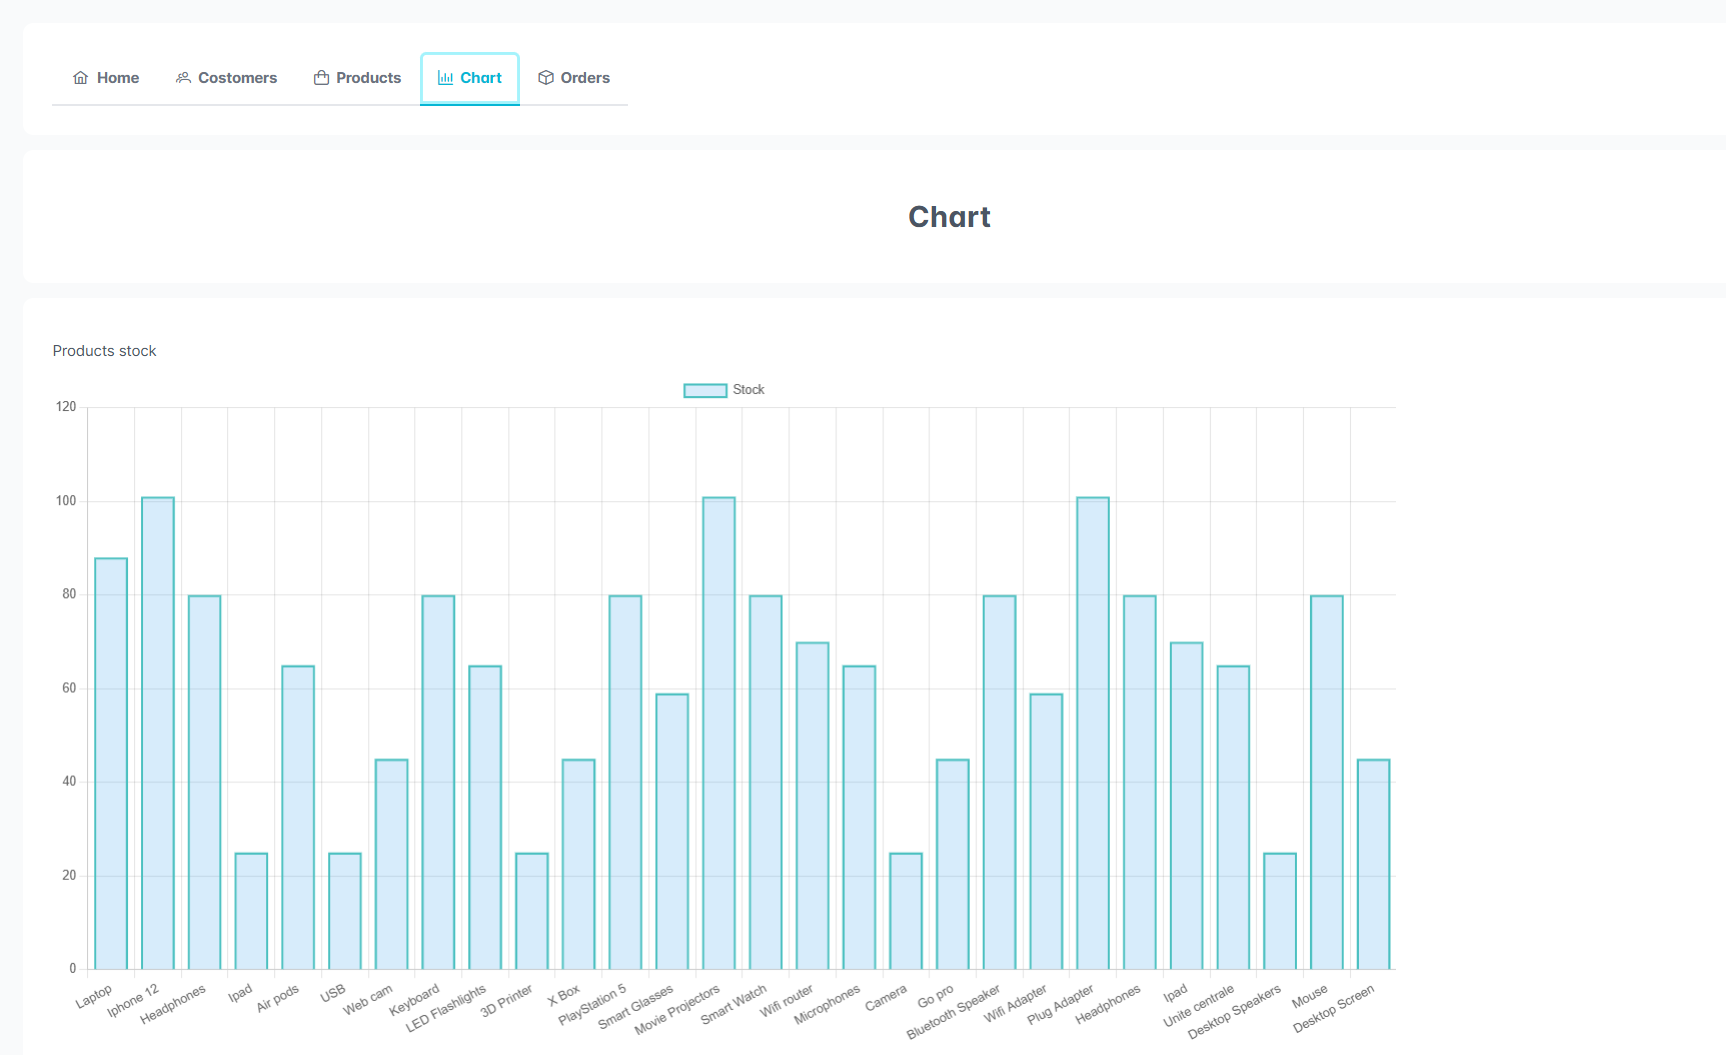 Home Costomers Products Chart Orders
Chart
Products stock
Stock
120
100
80
60
40
20
0
Laptop Iphone 12 Headphones Ipad Air pods USB Web cam Keyboard LED Flashlights 3D Printer X Box PlayStation 5 Smart Glasses Movie Projectors Smart Watch Wifi router Microphones Camera Go pro Bluetooth Speaker Wifi Adapter Plug Adapter Headphones Ipad Unite centrale Desktop Speakers Mouse Desktop Screen